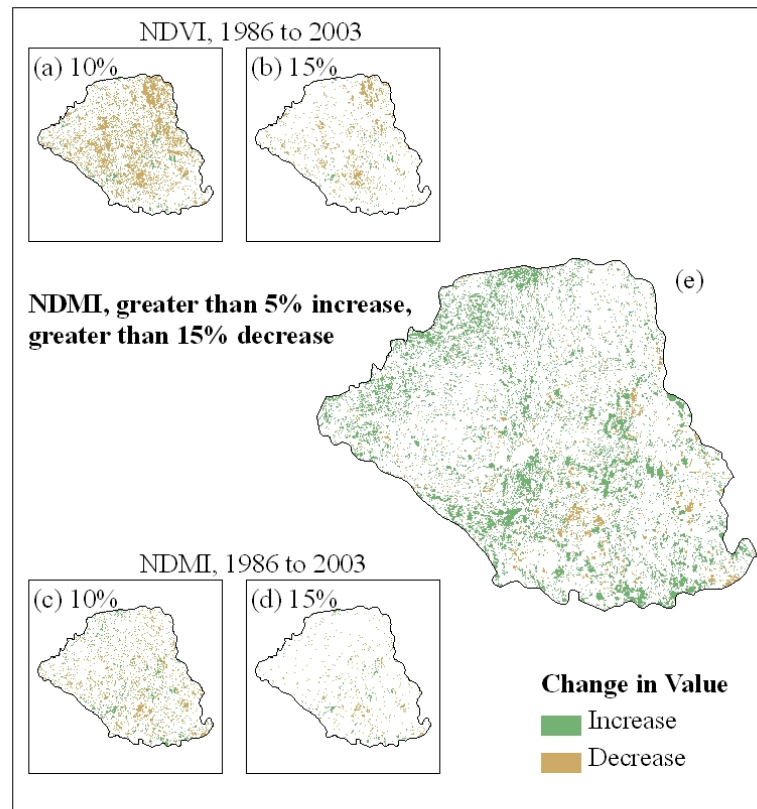 NDVI, 1986 to 2003
(a) 10%
(b) 15%
(e)
NDMI, greater than 5% increase,
greater than 15% decrease
NDMI, 1986 to 2003
(c) 10%
(d) 15%
Change in Value
Increase
Decrease